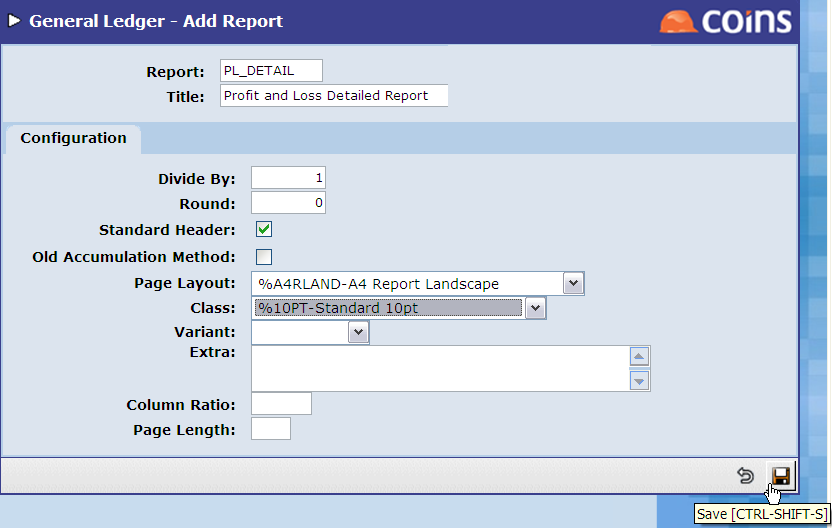 General Ledger - Add Report
coins
Report: PL_DETAIL
Title: Profit and Loss Detailed Report
Configuration
Divide By: 1
Round: 0
Standard Header:
Old Accumulation Method:
Page Layout: %A4RLAND-A4 Report Landscape
Class: %10PT-Standard 10pt
Variant:
Extra:
Column Ratio:
Page Length:
Save [CTRL-SHIFT-S]